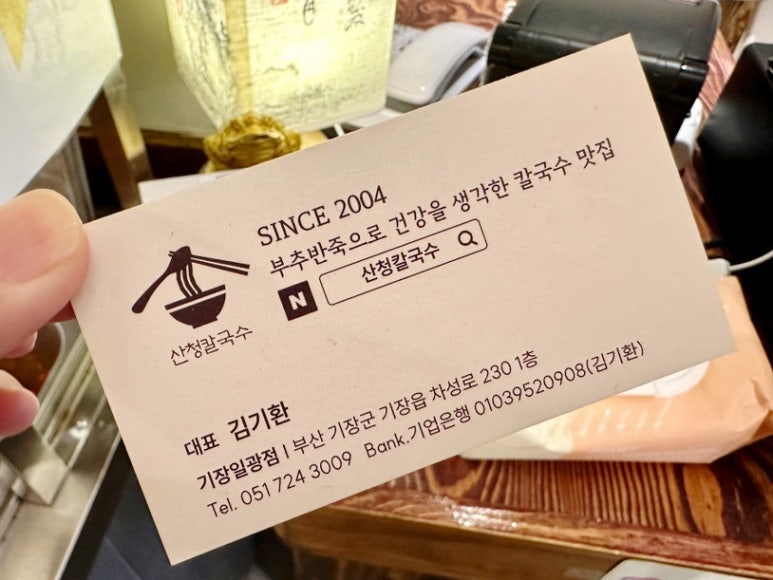 SINCE 2004
부추반죽으로 건강을 생각한 칼국수 맛집
N 산청칼국수
산청칼국수
대표 김기환
기장일광점 | 부산 기장군 기장읍 차성로 230 1층
Tel. 051 724 3009 Bank.기업은행 01039520908(김기환)